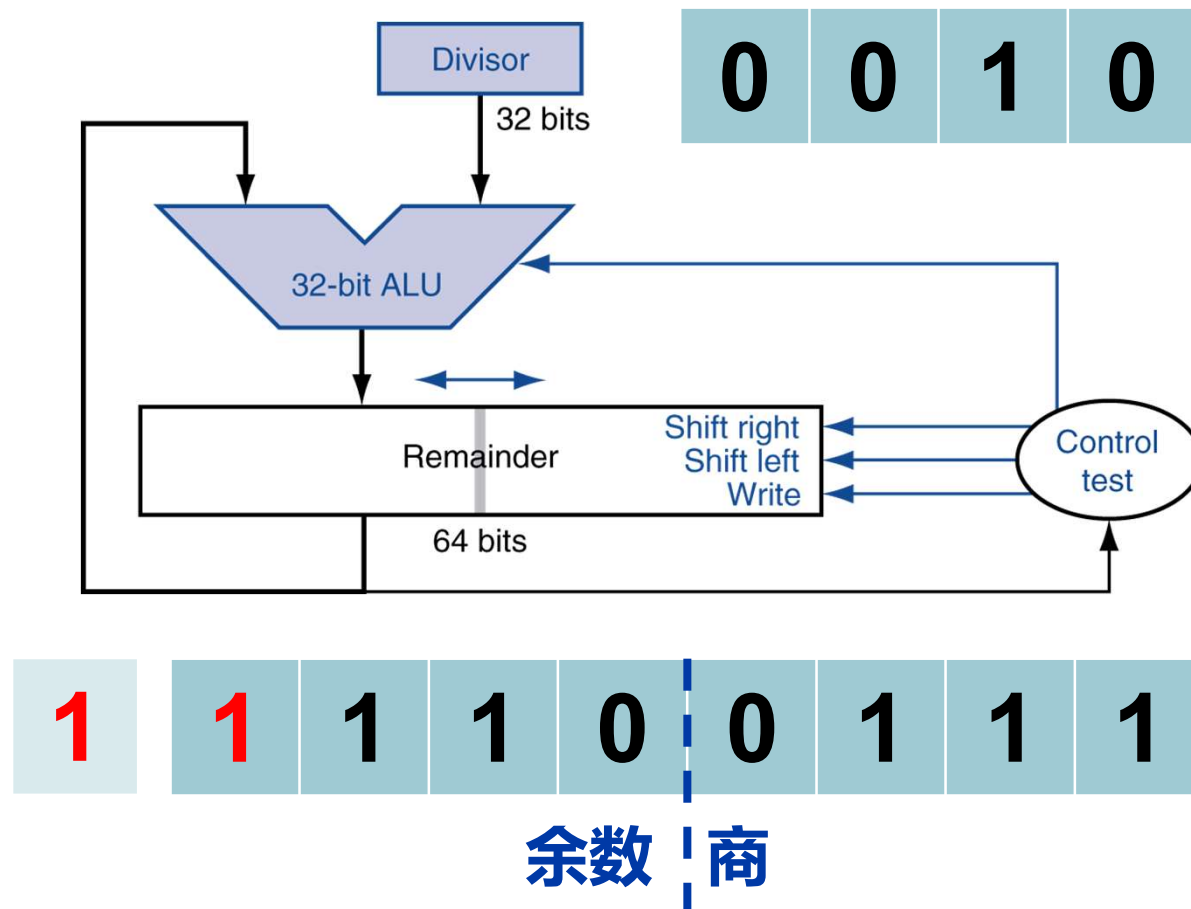 Divisor
0 0 1 0
32 bits
32-bit ALU
Remainder
Shift right
Shift left
Write
Control
test
64 bits
1 1 1 1 0 0 1 1 1
余数 商